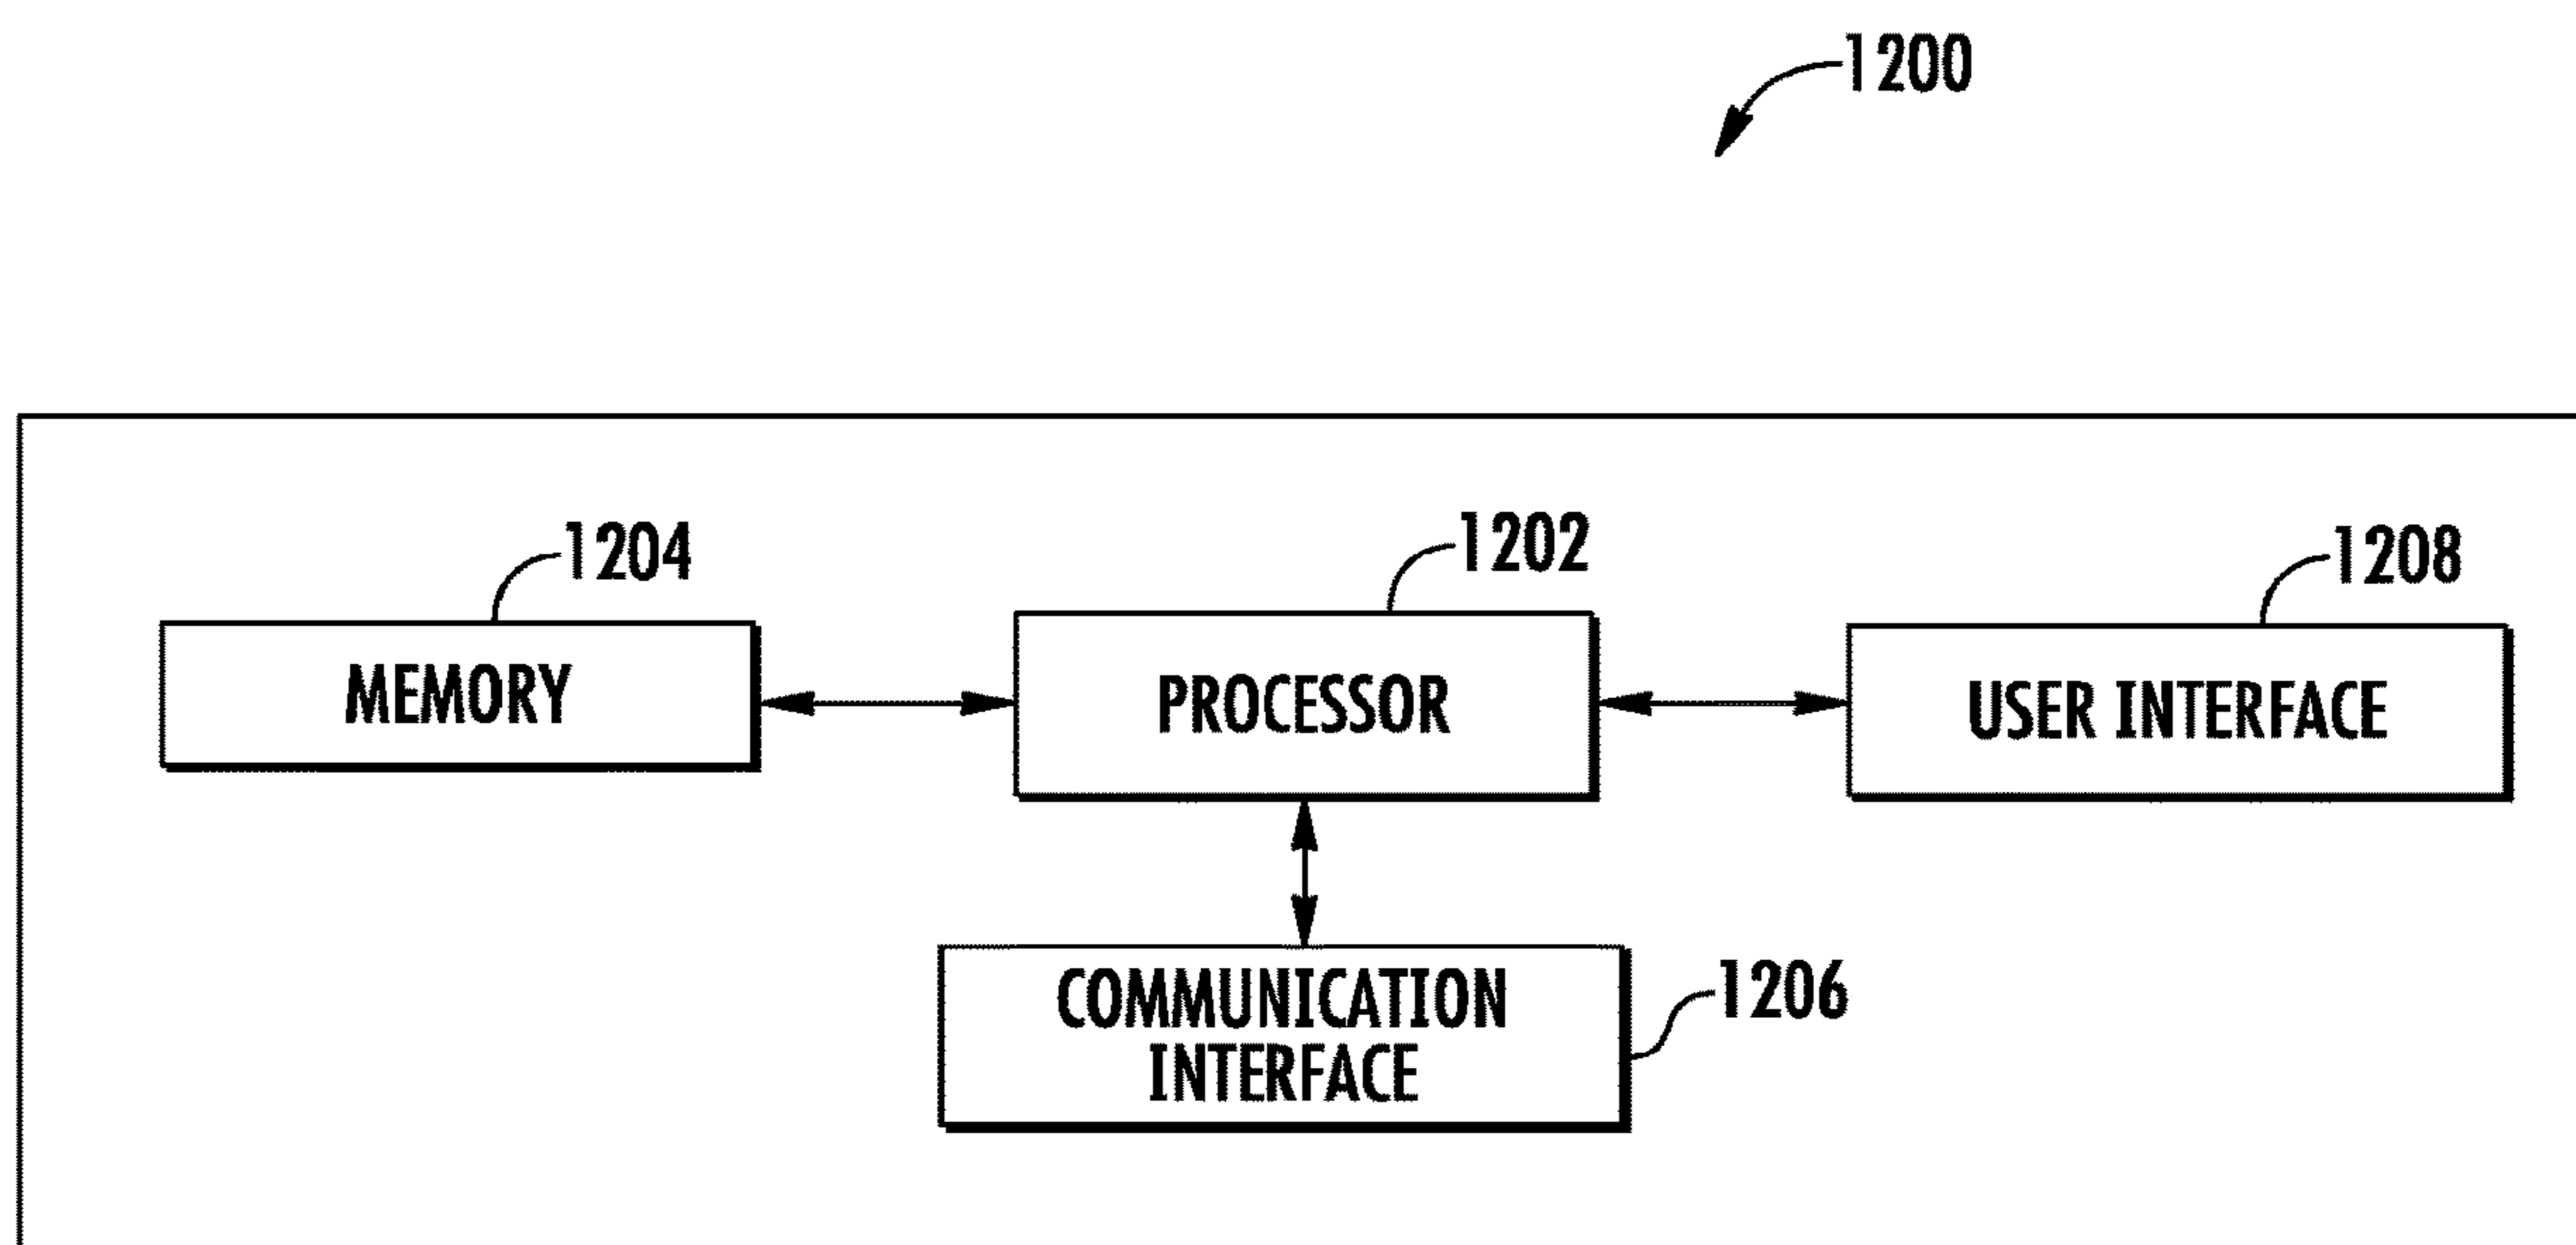 1200
1204
1202
1208
MEMORY
PROCESSOR
USER INTERFACE
COMMUNICATION
INTERFACE
1206